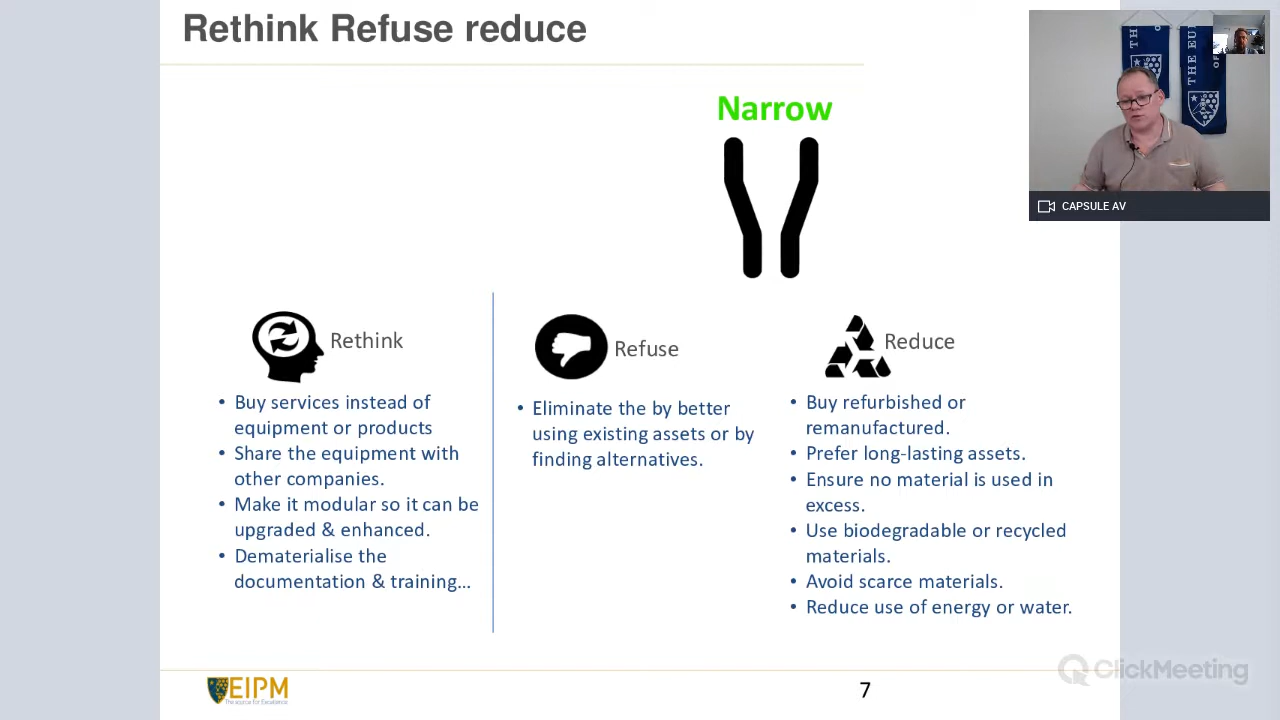 Rethink Refuse reduce
Narrow
Rethink
• Buy services instead of
equipment or products
• Share the equipment with
other companies.
• Make it modular so it can be
upgraded & enhanced.
• Dematerialise the
documentation & training...
Refuse
• Eliminate the by better
using existing assets or by
finding alternatives.
Reduce
• Buy refurbished or
remanufactured.
• Prefer long-lasting assets.
• Ensure no material is used in
excess.
• Use biodegradable or recycled
materials.
• Avoid scarce materials.
• Reduce use of energy or water.
EIPM
7
CAPSULE AV
THE EU
ClickMeeting